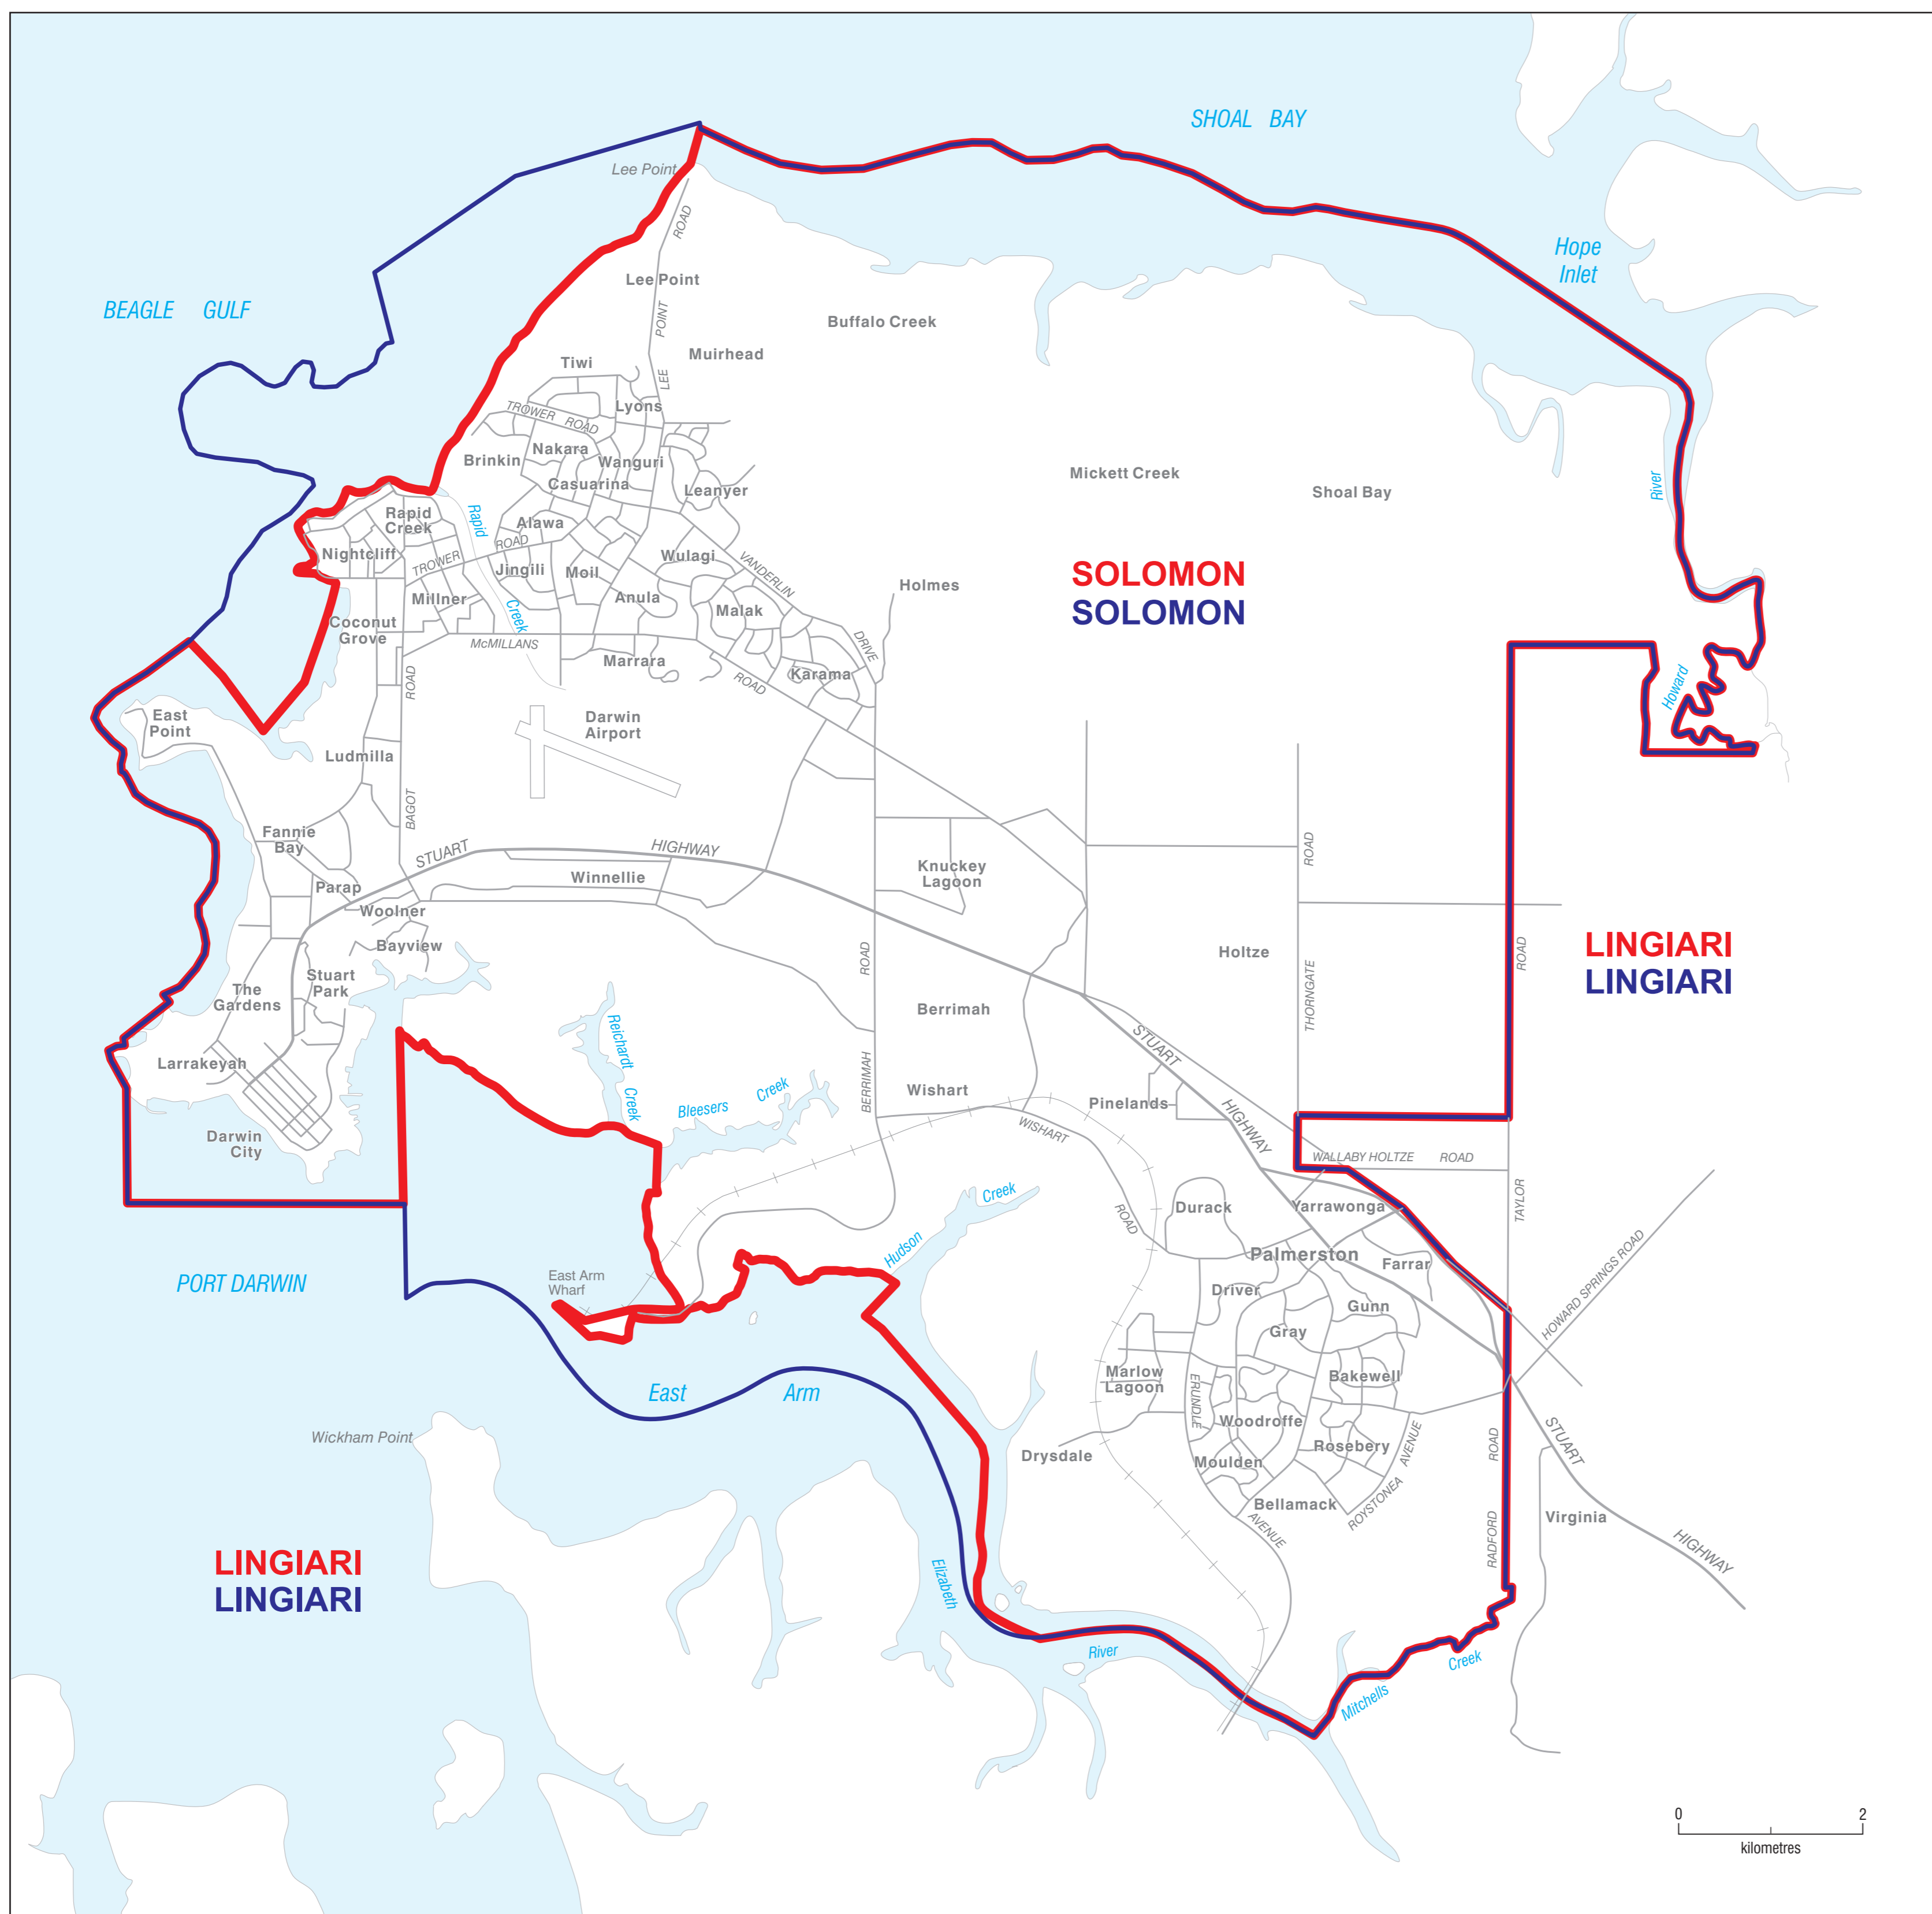 SHOAL BAY
Lee Point
ROAD
Hope
Inlet
Lee Point
BEAGLE GULF
POINT
Buffalo Creek
Muirhead
Tiwi
LEE
Lyons
TROWER ROAD
Nakara
Brinkin
Wanguri
Mickett Creek
Casuarina
Leanyer
Shoal Bay
River
Rapid
Creek
Rapid
Alawa
ROAD
Nightcliff
TROWER
Wulagi
VANDERLIN
Jingili
Moil
SOLOMON
SOLOMON
Holmes
Millner
Creek
Anula
Malak
Coconut
Grove
McMILLANS
DRIVE
Marrara
Karama
ROAD
ROAD
Howard
East
Point
Darwin
Airport
Ludmilla
BAGOT
Fannie
Bay
STUART
HIGHWAY
ROAD
Knuckey
Lagoon
Winnellie
Parap
Woolner
Bayview
LINGIARI
LINGIARI
ROAD
Holtze
ROAD
Stuart
Park
The
Gardens
THORNGATE
Berrimah
Reichardt
Creek
STUART
Larrakeyah
BERRIMAH
Wishart
Bleesers Creek
Pinelands
HIGHWAY
Darwin
City
WISHART
ROAD
WALLABY HOLTZE ROAD
Creek
Hudson
Durack
Yarrawonga
TAYLOR
Palmerston
Farrar
HOWARD SPRINGS ROAD
PORT DARWIN
East Arm
Wharf
Driver
Gunn
Gray
Marlow
Lagoon
Bakewell
East Arm
ERUNDLE
Woodroffe
Wickham Point
Rosebery
AVENUE
ROAD
STUART
Drysdale
Moulden
Bellamack
ROYSTONEA
AVENUE
Virginia
RADFORD
HIGHWAY
LINGIARI
LINGIARI
Elizabeth
River
Creek
Mitchells
0 2
kilometres